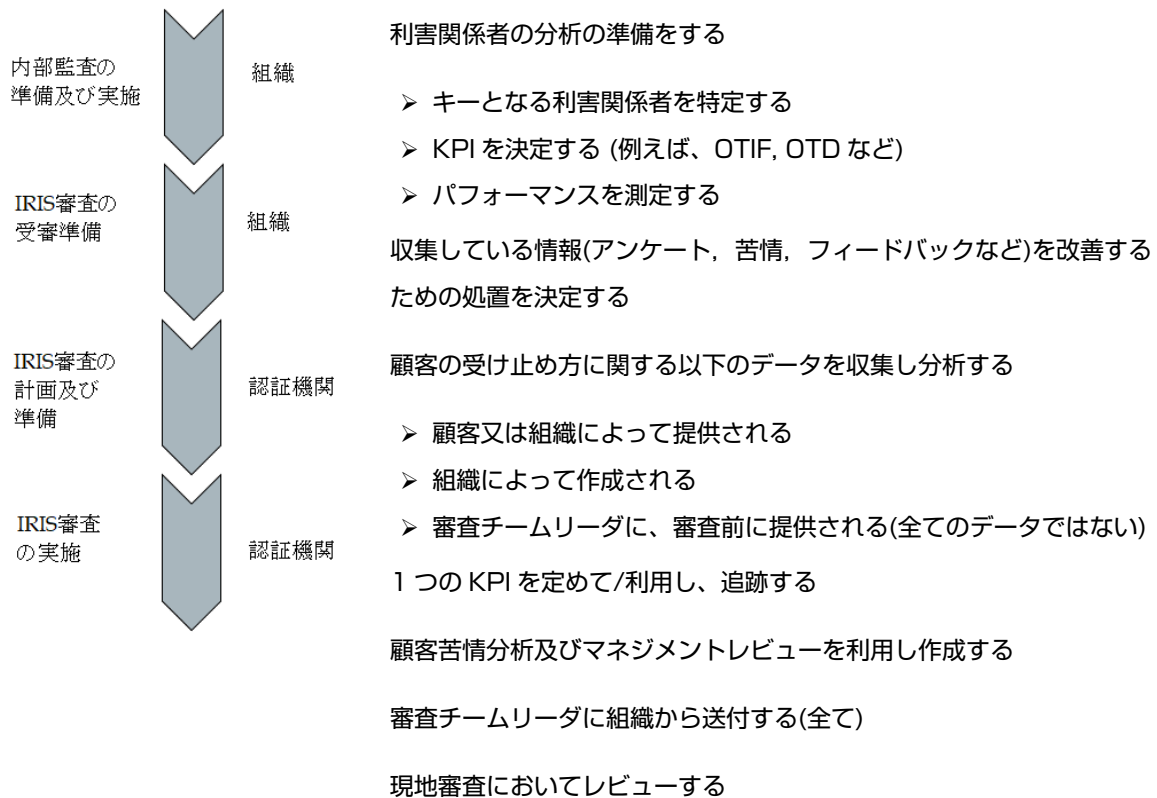 内部監査の
準備及び実施
組織
IRIS審査の
受審準備
組織
IRIS審査の
計画及び
準備
認証機関
IRIS審査
の実施
認証機関
利害関係者の分析の準備をする
➢ キーとなる利害関係者を特定する
➢ KPI を決定する (例えば、OTIF, OTD など)
➢ パフォーマンスを測定する
収集している情報(アンケート，苦情，フィードバックなど)を改善する
ための処置を決定する
顧客の受け止め方に関する以下のデータを収集し分析する
➢ 顧客又は組織によって提供される
➢ 組織によって作成される
➢ 審査チームリーダに、審査前に提供される(全てのデータではない)
1 つの KPI を定めて/利用し、追跡する
顧客苦情分析及びマネジメントレビューを利用し作成する
審査チームリーダに組織から送付する(全て)
現地審査においてレビューする